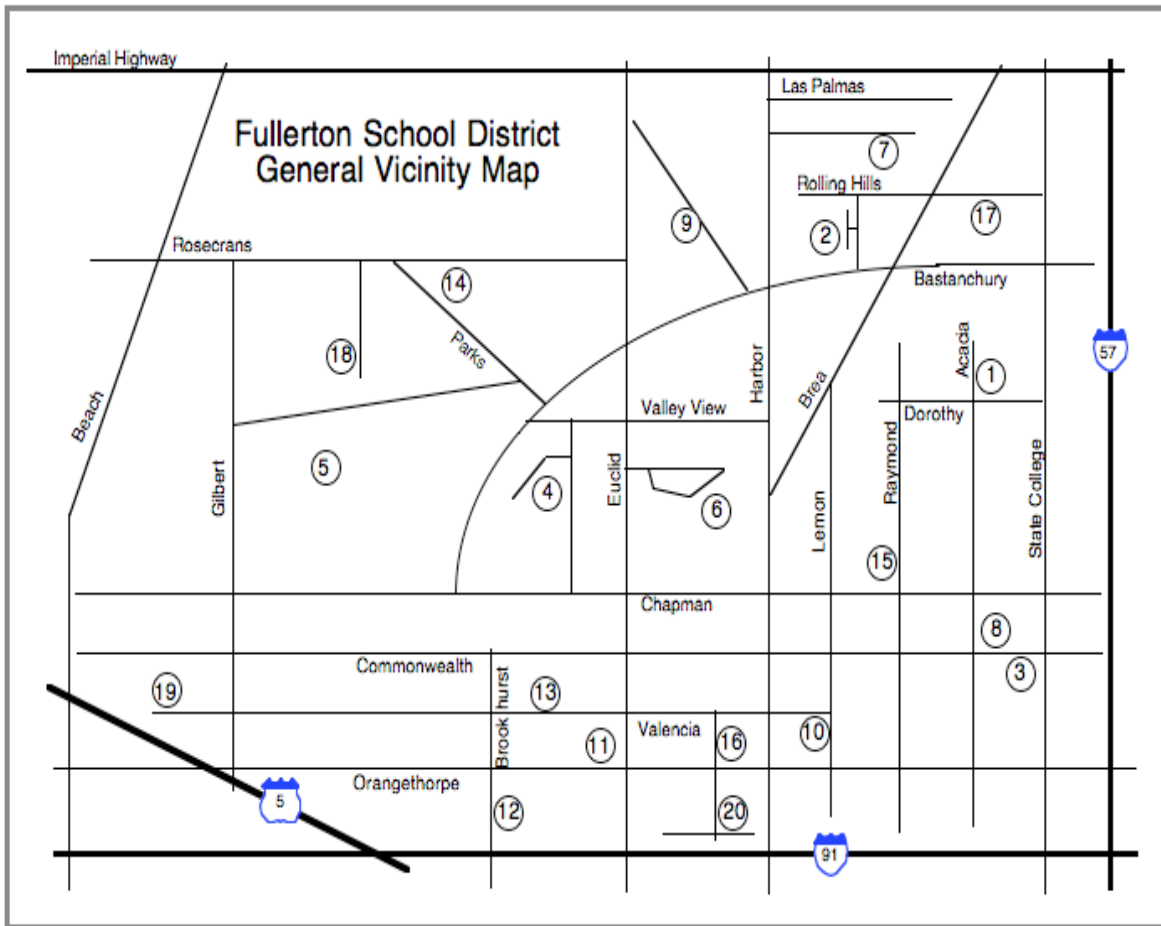 Imperial Highway
Las Palmas
Fullerton School District
General Vicinity Map
7
Rolling Hills
9
2
17
Rosecrans
14
Bastanchury
18
Parks
Harbor
Brea
Acacia
1
57
Beach
Valley View
Dorothy
Gilbert
5
4
Euclid
6
Lemon
Raymond
State College
15
Chapman
8
Commonwealth
3
19
Brook hurst
13
11
Valencia
16
10
Orangethorpe
5
12
20
91